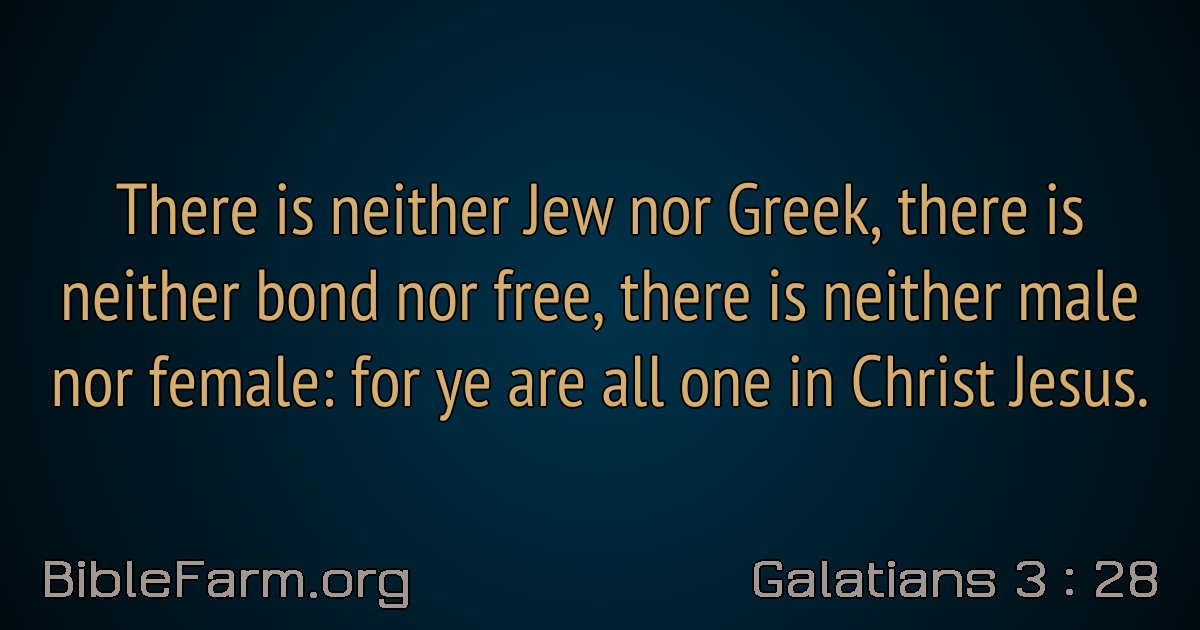 There is neither Jew nor Greek, there is
neither bond nor free, there is neither male
nor female: for ye are all one in Christ Jesus.
BibleFarm.org
Galatians 3 : 28